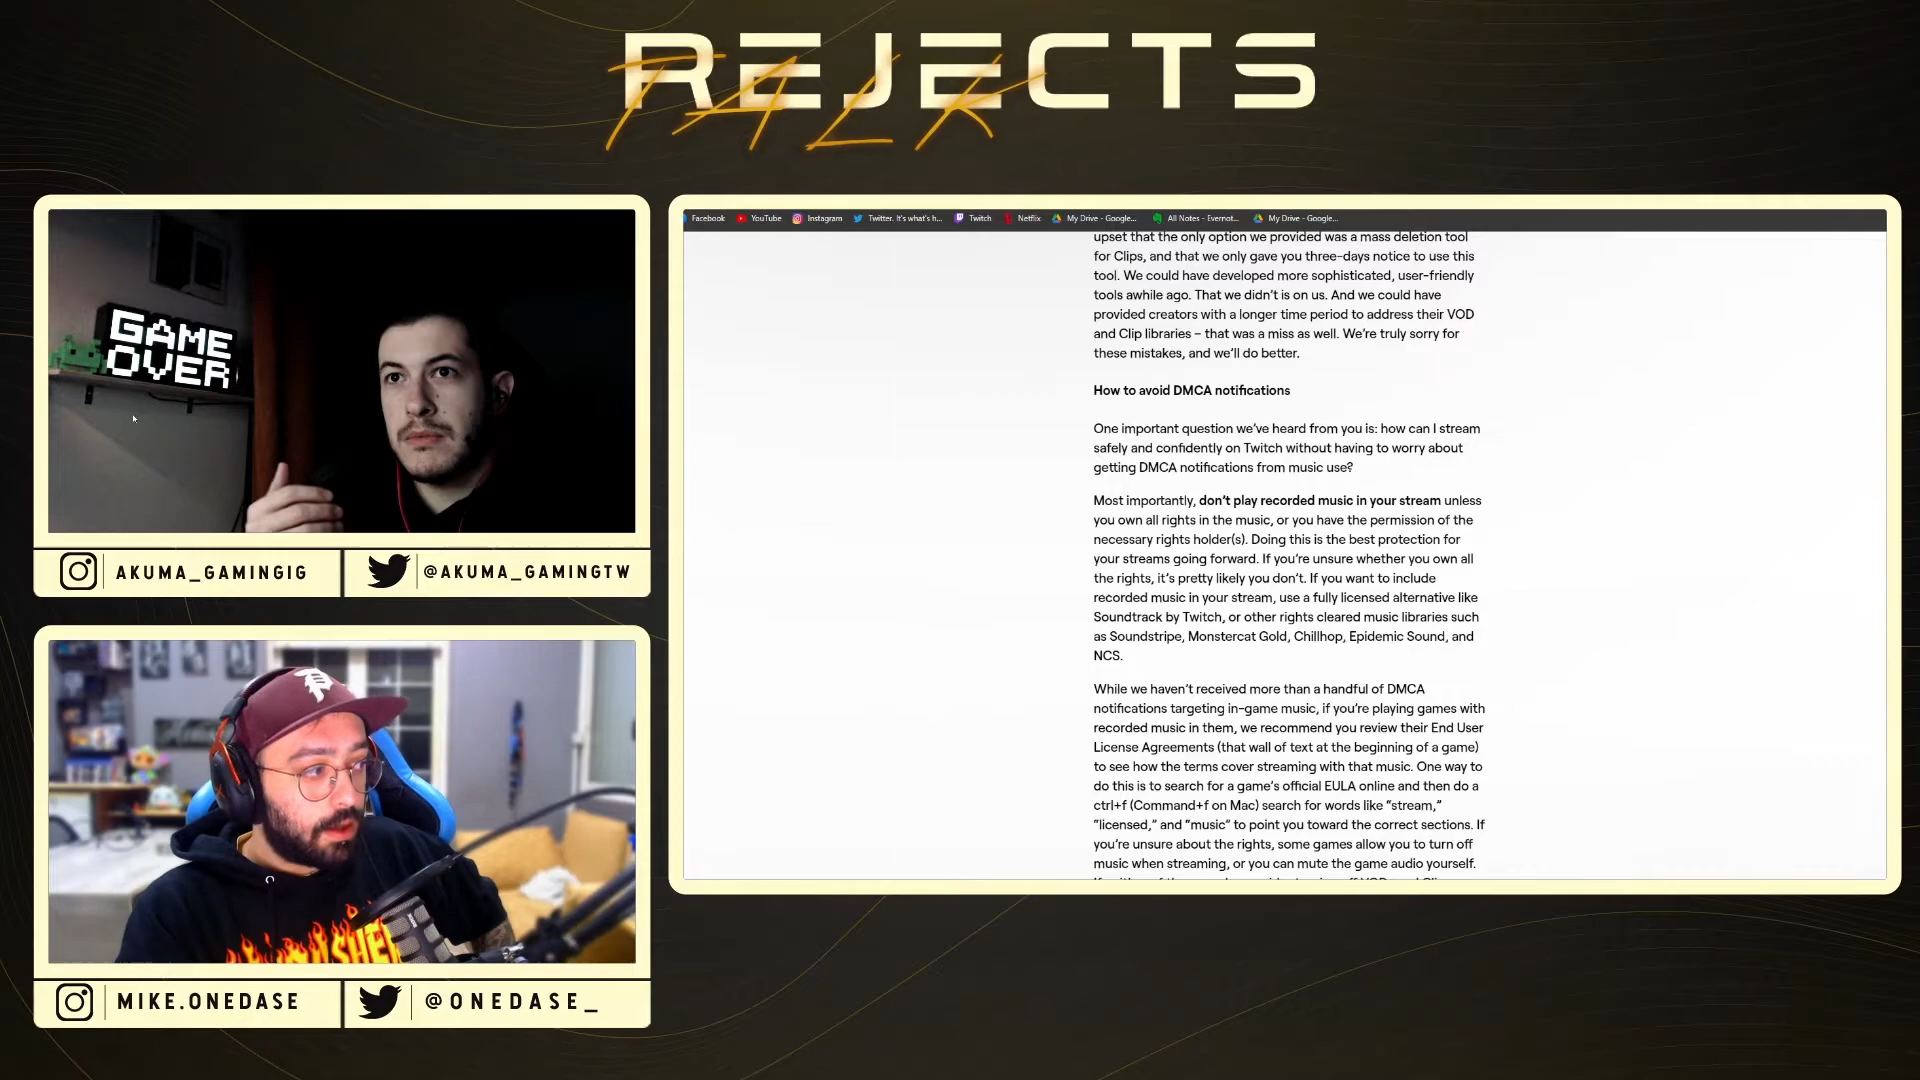 REJECTS
TALK
GAME
OVER
AKUMA_GAMINGIG
@AKUMA_GAMINGTW
MIKE.ONEDASE
@ONEDASE_
Facebook
YouTube
Instagram
Twitter. It's what's h...
Twitch
Netflix
My Drive - Google...
All Notes - Evernot...
My Drive - Google...
upset that the only option we provided was a mass deletion tool
for Clips, and that we only gave you three-days notice to use this
tool. We could have developed more sophisticated, user-friendly
tools awhile ago. That we didn’t is on us. And we could have
provided creators with a longer time period to address their VOD
and Clip libraries – that was a miss as well. We’re truly sorry for
these mistakes, and we’ll do better.
How to avoid DMCA notifications
One important question we’ve heard from you is: how can I stream
safely and confidently on Twitch without having to worry about
getting DMCA notifications from music use?
Most importantly, don’t play recorded music in your stream unless
you own all rights in the music, or you have the permission of the
necessary rights holder(s). Doing this is the best protection for
your streams going forward. If you’re unsure whether you own all
the rights, it’s pretty likely you don’t. If you want to include
recorded music in your stream, use a fully licensed alternative like
Soundtrack by Twitch, or other rights cleared music libraries such
as Soundstripe, Monstercat Gold, Chillhop, Epidemic Sound, and
NCS.
While we haven’t received more than a handful of DMCA
notifications targeting in-game music, if you’re playing games with
recorded music in them, we recommend you review their End User
License Agreements (that wall of text at the beginning of a game)
to see how the terms cover streaming with that music. One way to
do this is to search for a game’s official EULA online and then do a
ctrl+f (Command+f on Mac) search for words like “stream,”
“licensed,” and “music” to point you toward the correct sections. If
you’re unsure about the rights, some games allow you to turn off
music when streaming, or you can mute the game audio yourself.